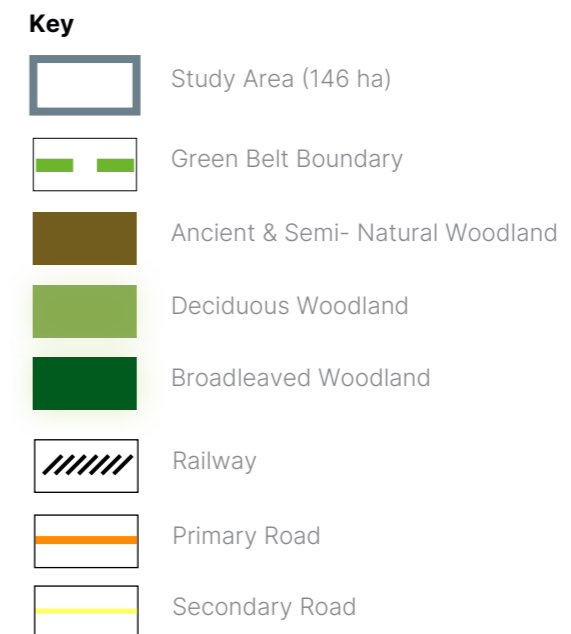 Key
Study Area (146 ha)
Green Belt Boundary
Ancient & Semi- Natural Woodland
Deciduous Woodland
Broadleaved Woodland
Railway
Primary Road
Secondary Road